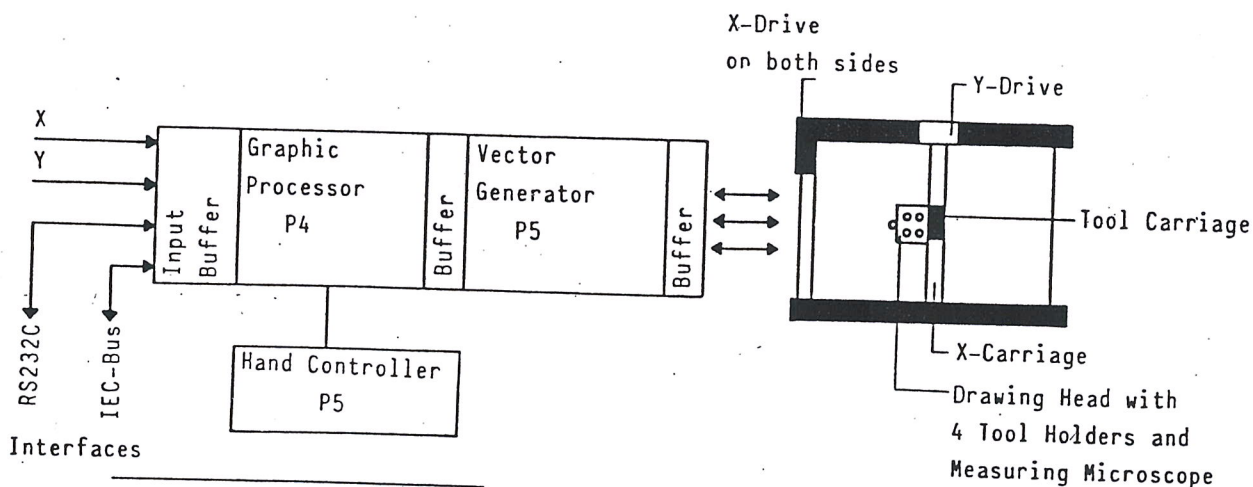 X-Drive
on both sides
Y-Drive
X
Y
Input
Buffer
Graphic
Processor
P4
Buffer
Vector
Generator
P5
Buffer
Tool Carriage
RS232C
IEC-Bus
Hand Controller
P5
Interfaces
X-Carriage
Drawing Head with
4 Tool Holders and
Measuring Microscope